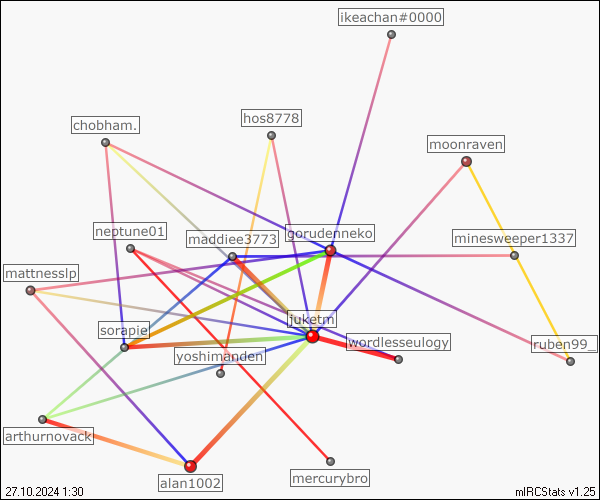 ikeachan#0000
hos8778
chobham.
moonraven
neptune01
maddiee3773
gorudenneko
minesweeper1337
mattnesslp
sorapie
juketm
wordlesseulogy
yoshimanden
ruben99_
arthurnovack
alan1002
mercurybro
27.10.2024 1:30
mIRCStats v1.25